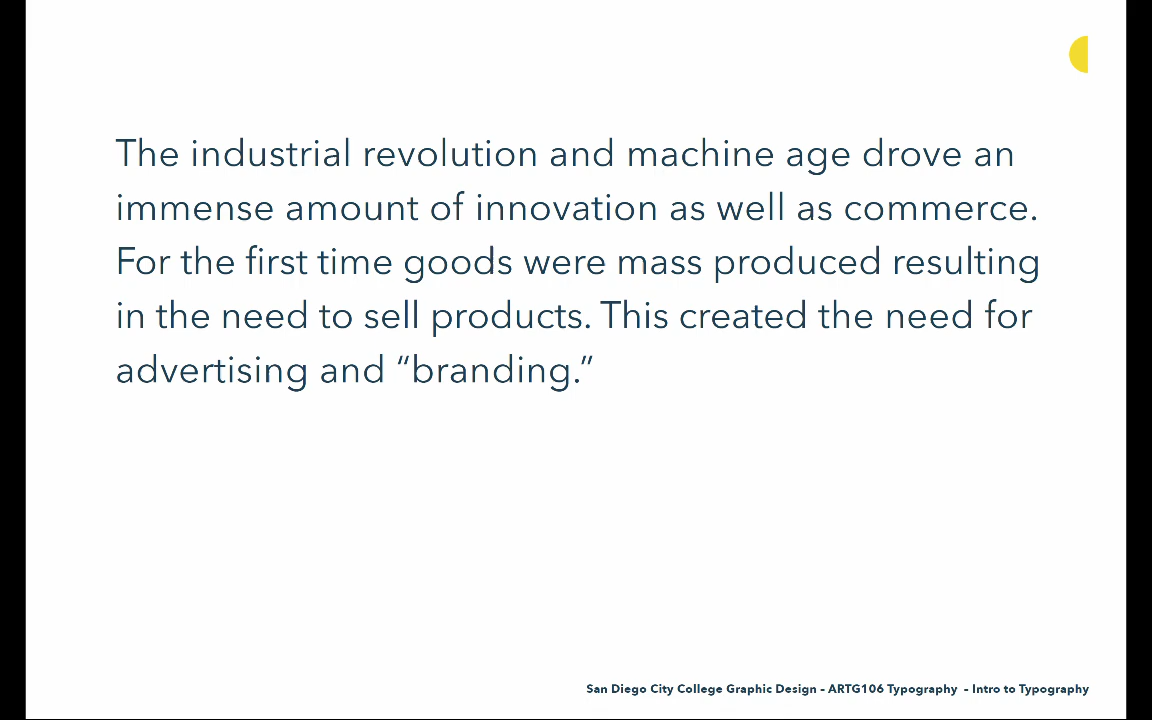 The industrial revolution and machine age drove an
immense amount of innovation as well as commerce.
For the first time goods were mass produced resulting
in the need to sell products. This created the need for
advertising and “branding.”
San Diego City College Graphic Design – ARTG106 Typography – Intro to Typography